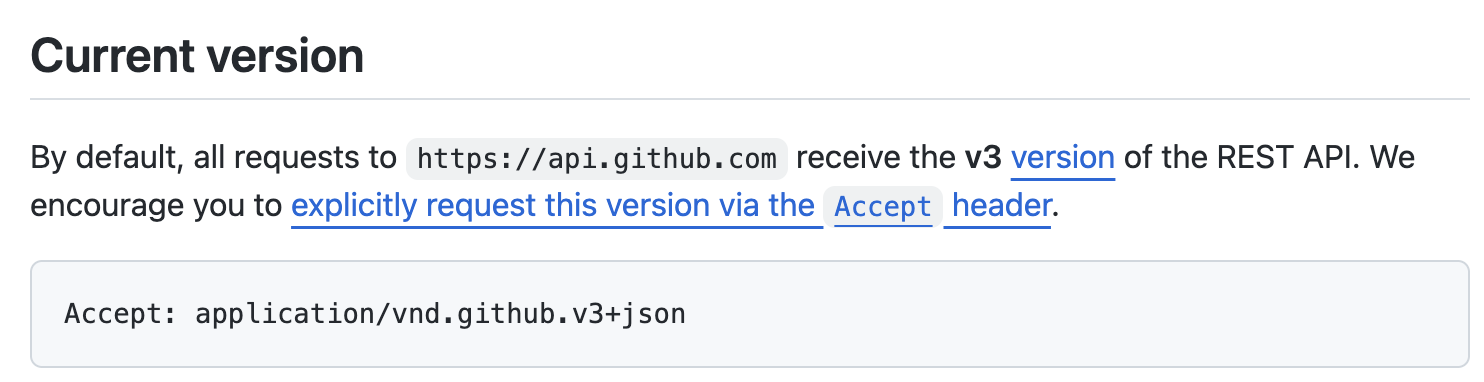 Current version
By default, all requests to https://api.github.com receive the v3 version of the REST API. We
encourage you to explicitly request this version via the Accept header.
Accept: application/vnd.github.v3+json